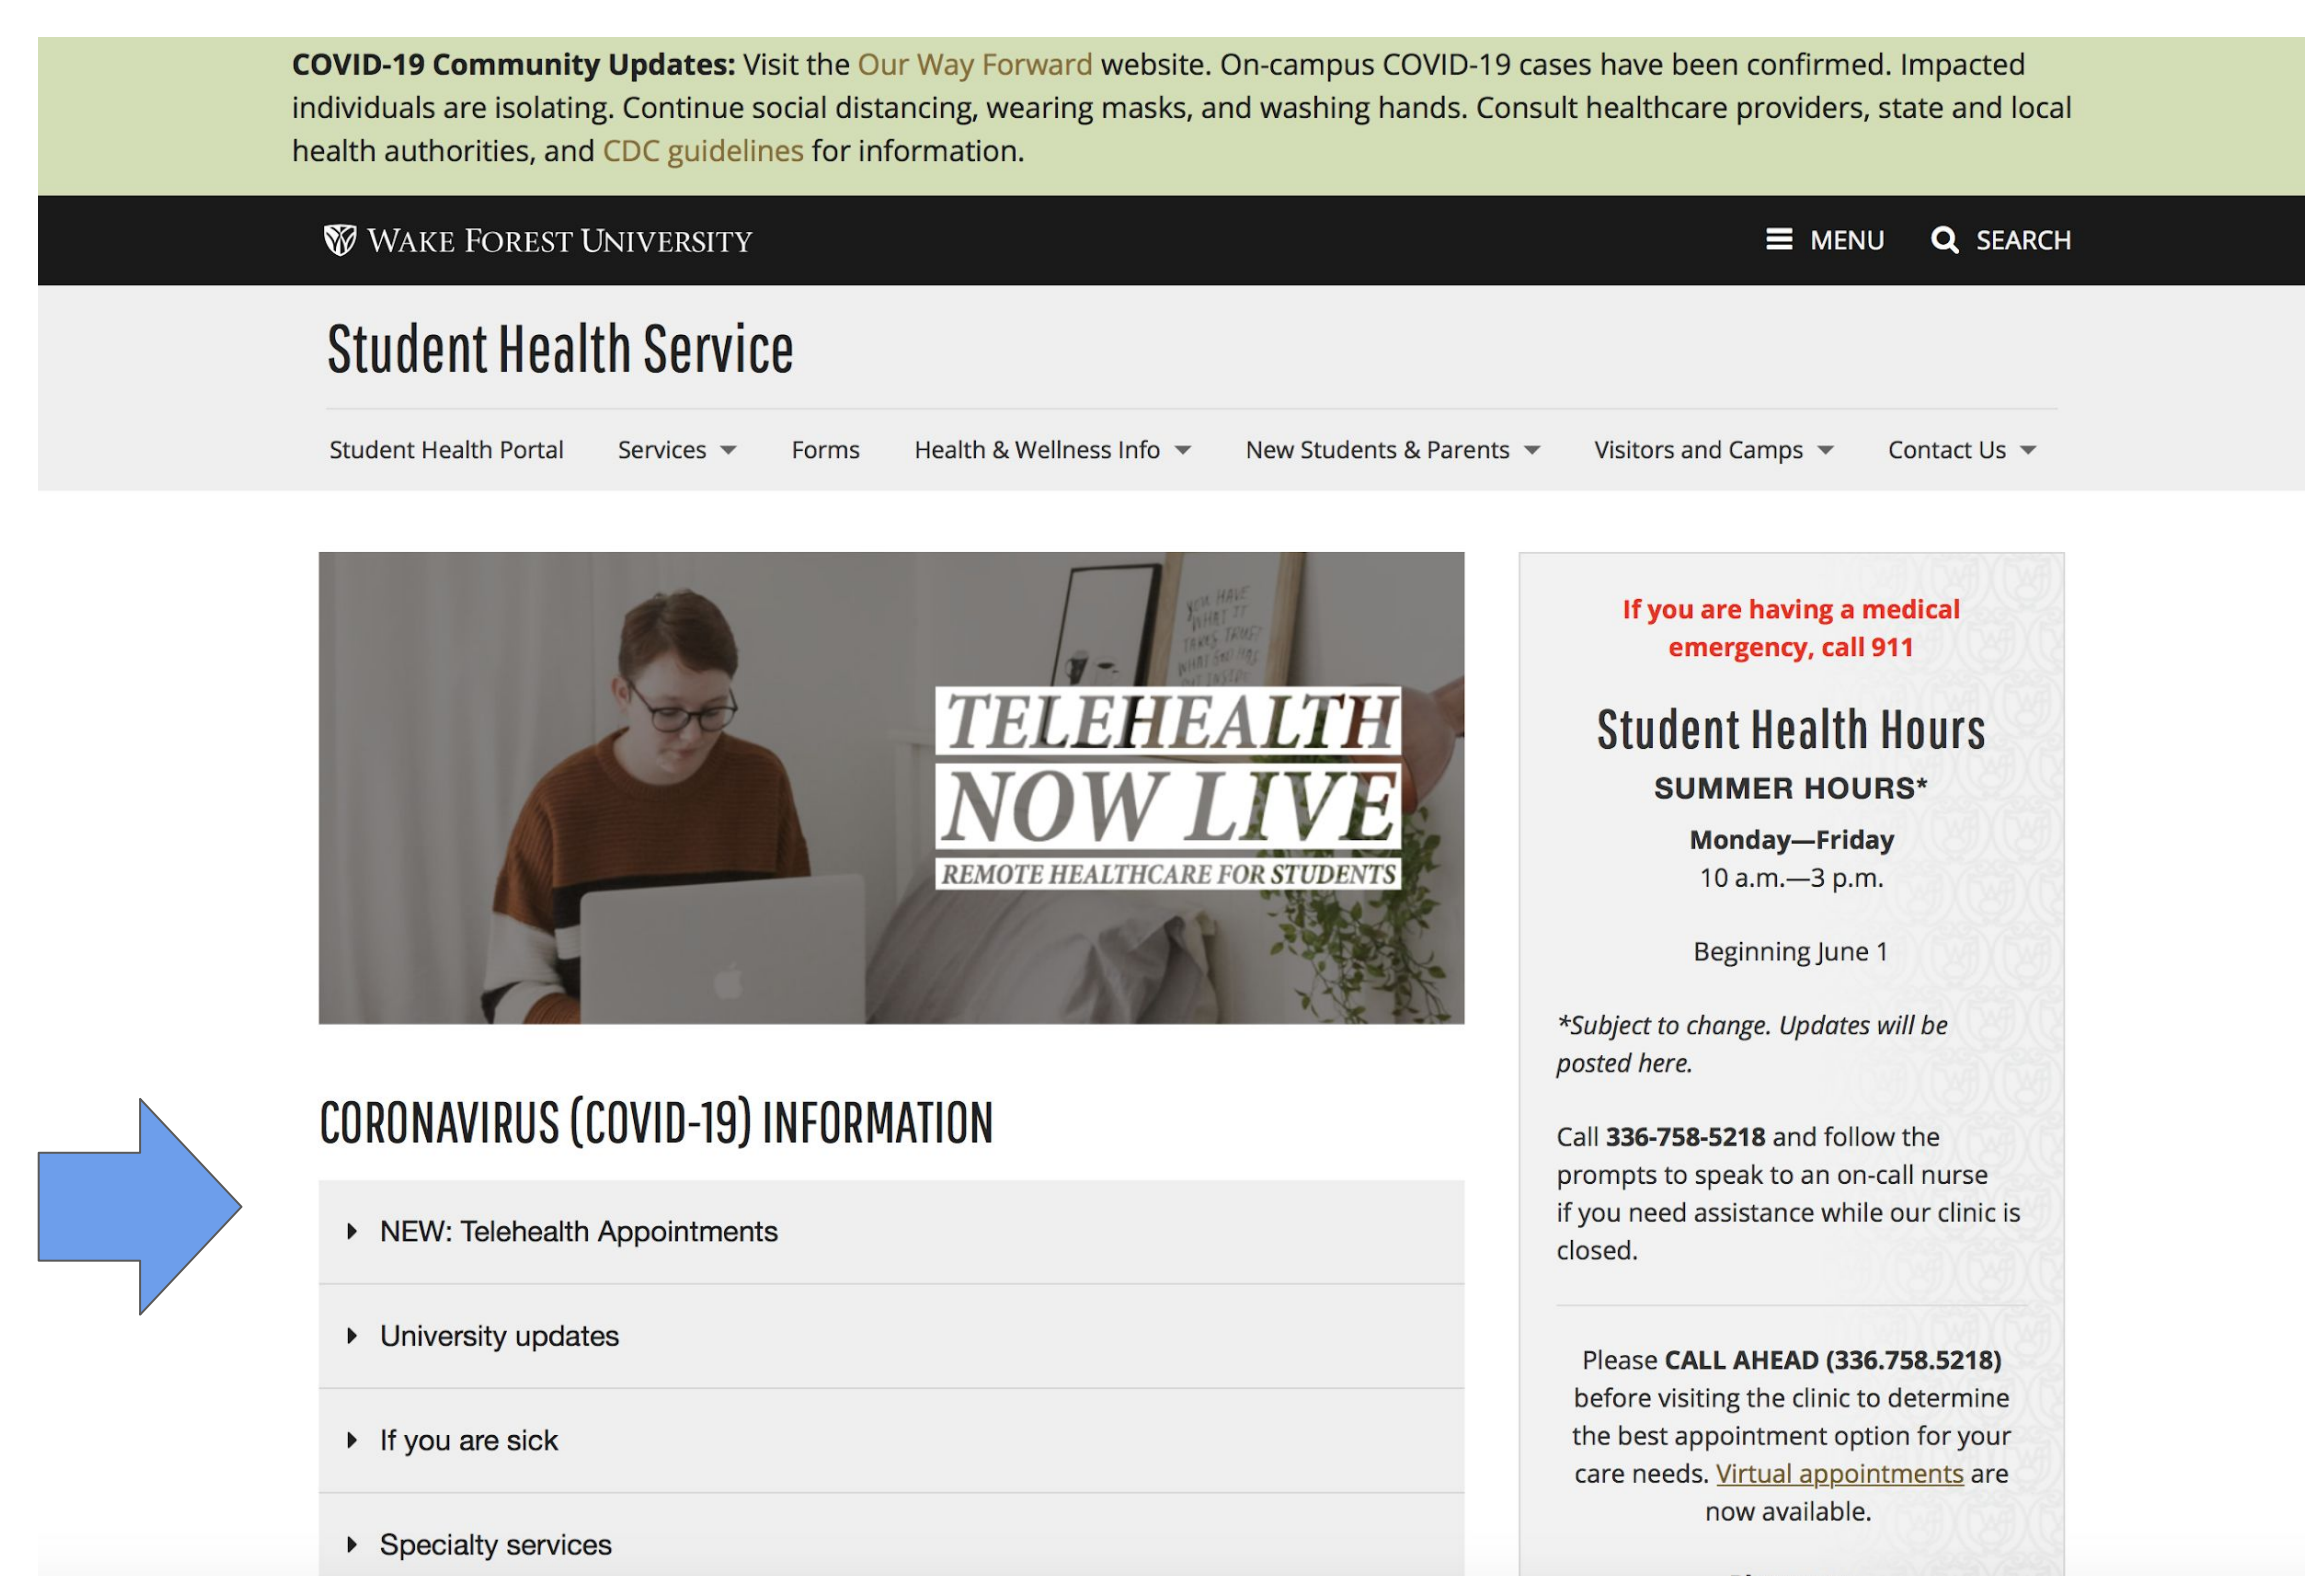 COVID-19 Community Updates: Visit the Our Way Forward website. On-campus COVID-19 cases have been confirmed. Impacted
individuals are isolating. Continue social distancing, wearing masks, and washing hands. Consult healthcare providers, state and local
health authorities, and CDC guidelines for information.
WAKE FOREST UNIVERSITY
MENU
SEARCH
Student Health Service
Student Health Portal
Services
Forms
Health & Wellness Info
New Students & Parents
Visitors and Camps
Contact Us
YOU HAVE
WHAT IT
TAKES
TELEHEALTH
NOW LIVE
REMOTE HEALTHCARE FOR STUDENTS
CORONAVIRUS (COVID-19) INFORMATION
NEW: Telehealth Appointments
University updates
If you are sick
Specialty services
If you are having a medical
emergency, call 911
Student Health Hours
SUMMER HOURS*
Monday—Friday
10 a.m.—3 p.m.
Beginning June 1
*Subject to change. Updates will be
posted here.
Call 336-758-5218 and follow the
prompts to speak to an on-call nurse
if you need assistance while our clinic is
closed.
Please CALL AHEAD (336.758.5218)
before visiting the clinic to determine
the best appointment option for your
care needs. Virtual appointments are
now available.